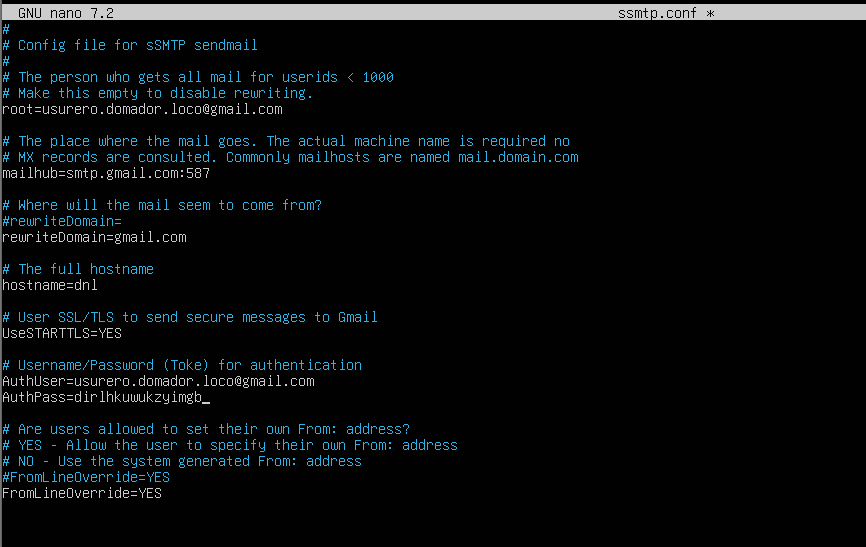 GNU nano 7.2 ssmtp.conf *
#
# Config file for sSMTP sendmail
#
# The person who gets all mail for userids < 1000
# Make this empty to disable rewriting.
root=usurero.domador.loco@gmail.com
# The place where the mail goes. The actual machine name is required no
# MX records are consulted. Commonly mailhosts are named mail.domain.com
mailhub=smtp.gmail.com:587
# Where will the mail seem to come from?
#rewriteDomain=
rewriteDomain=gmail.com
# The full hostname
hostname=dnl
# User SSL/TLS to send secure messages to Gmail
UseSTARTTLS=YES
# Username/Password (Toke) for authentication
AuthUser=usurero.domador.loco@gmail.com
AuthPass=dirlhkuwukzyimgb_
# Are users allowed to set their own From: address?
# YES - Allow the user to specify their own From: address
# NO - Use the system generated From: address
#FromLineOverride=YES
FromLineOverride=YES